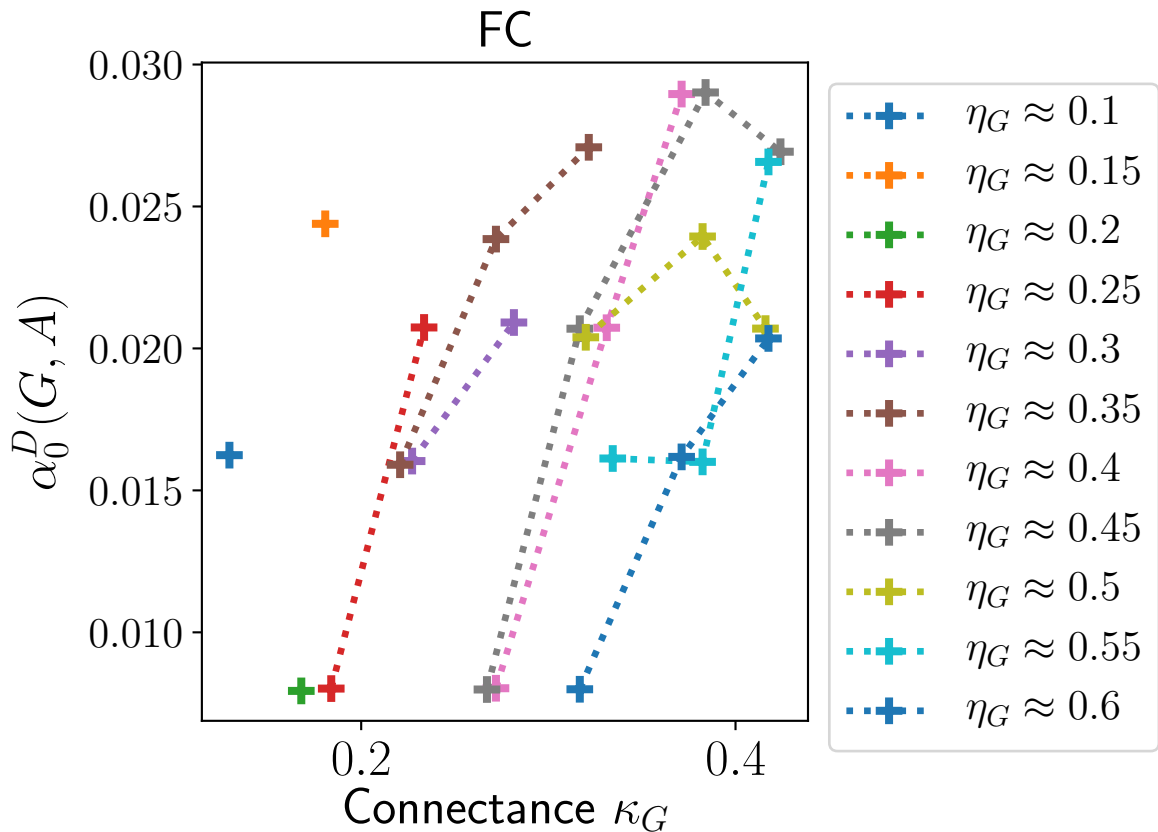 FC
0.030
0.025
0.020
0.015
0.010
α₀ᴰ(G, A)
0.2
0.4
Connectance κ_G
η_G ≈ 0.1
η_G ≈ 0.15
η_G ≈ 0.2
η_G ≈ 0.25
η_G ≈ 0.3
η_G ≈ 0.35
η_G ≈ 0.4
η_G ≈ 0.45
η_G ≈ 0.5
η_G ≈ 0.55
η_G ≈ 0.6